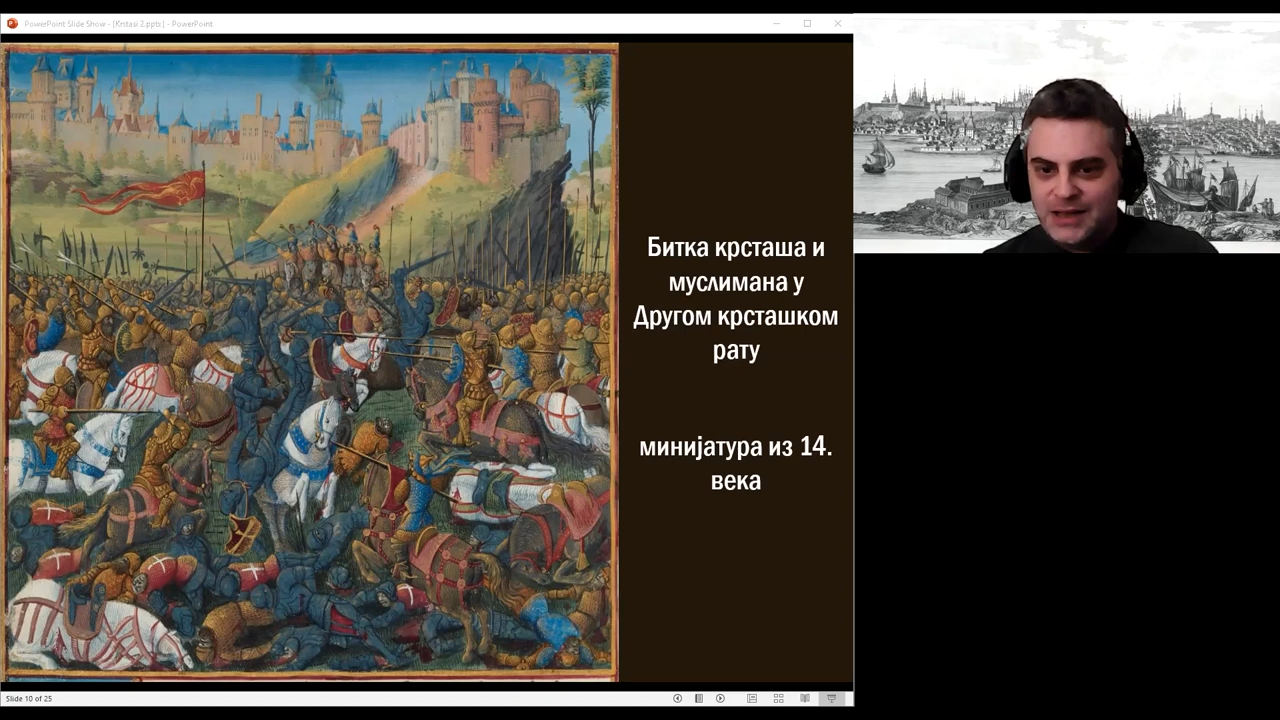 PowerPoint Slide Show - [Krstasi 2.pptx] - PowerPoint
Битка крсташа и
муслимана у
Другом крсташком
рату
минијатура из 14.
века
Slide 10 of 25